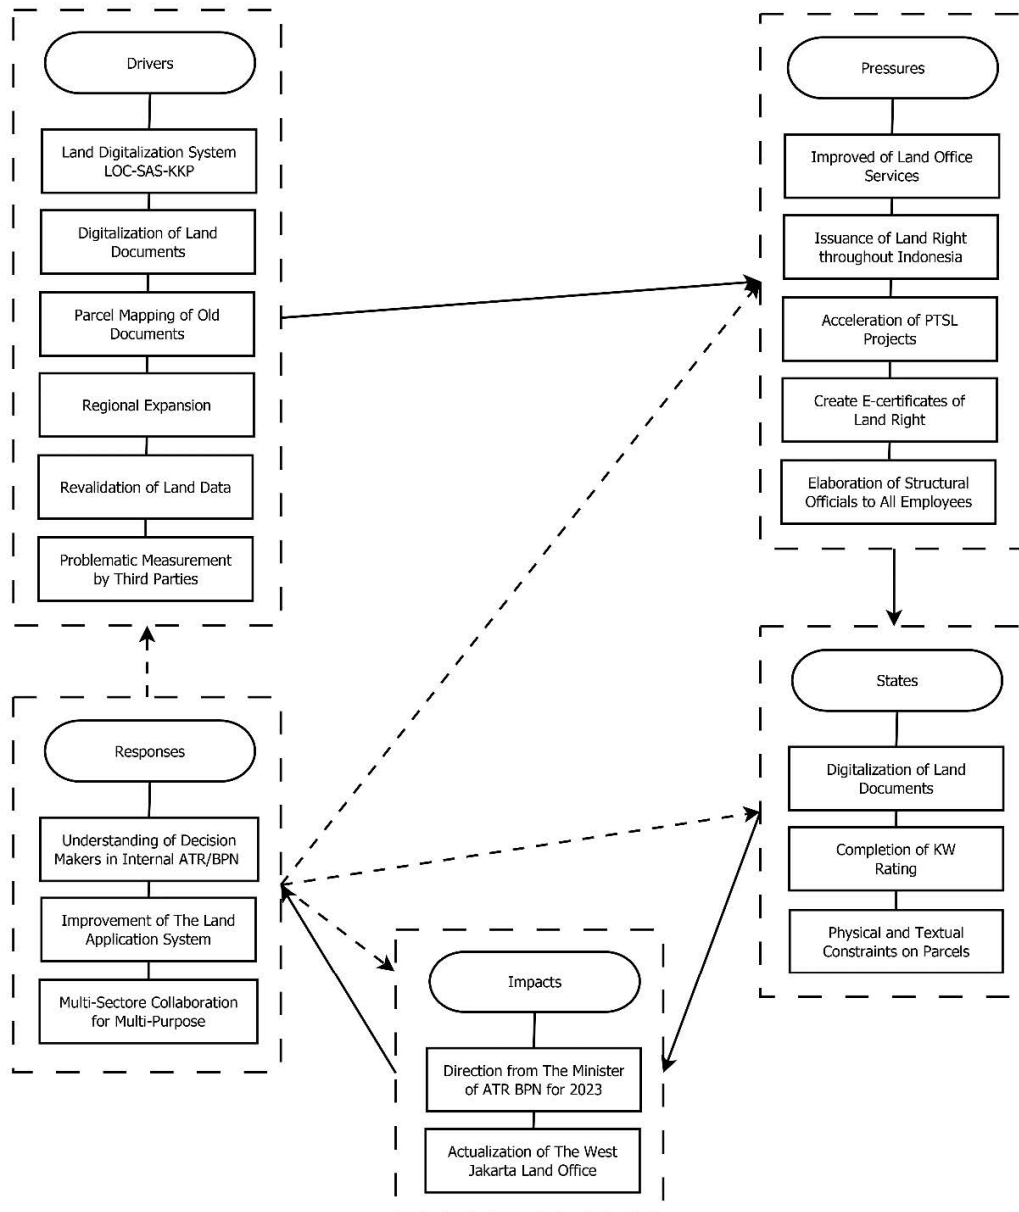 Drivers
Land Digitalization System
LOC-SAS-KKP
Digitalization of Land
Documents
Parcel Mapping of Old
Documents
Regional Expansion
Revalidation of Land Data
Problematic Measurement
by Third Parties
Pressures
Improved of Land Office
Services
Issuance of Land Right
throughout Indonesia
Acceleration of PTSL
Projects
Create E-certificates of
Land Right
Elaboration of Structural
Officials to All Employees
States
Digitalization of Land
Documents
Completion of KW
Rating
Physical and Textual
Constraints on Parcels
Responses
Understanding of Decision
Makers in Internal ATR/BPN
Improvement of The Land
Application System
Multi-Sectore Collaboration
for Multi-Purpose
Impacts
Direction from The Minister
of ATR BPN for 2023
Actualization of The West
Jakarta Land Office